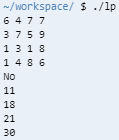 ~/workspace/ $ ./lp
6 4 7 7
3 7 5 9
1 3 1 8
1 4 8 6
No
11
18
21
30